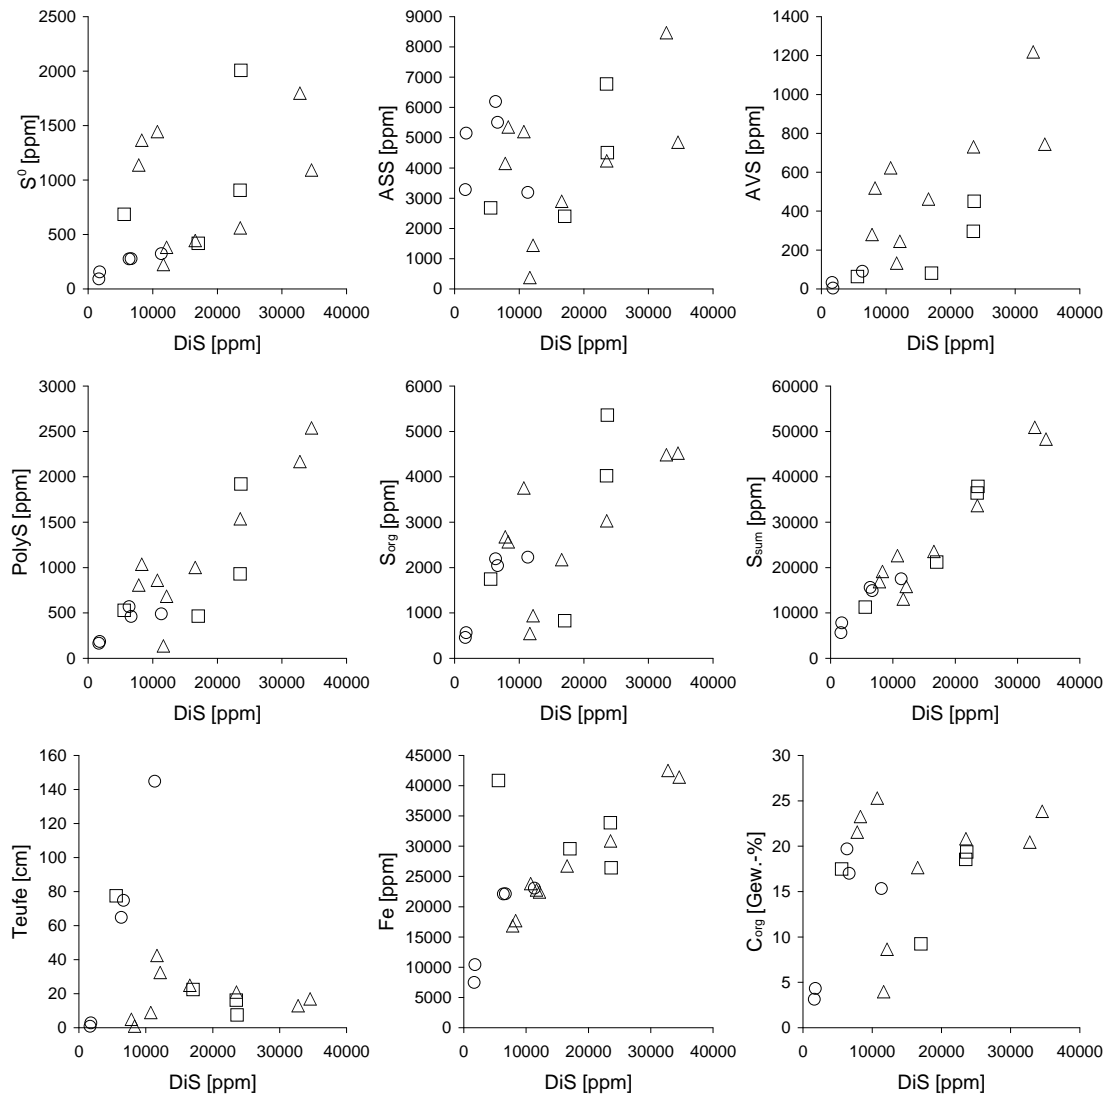 2500
2000
1500
1000
500
0
S⁰ [ppm]
0 10000 20000 30000 40000
DiS [ppm]
9000
8000
7000
6000
5000
4000
3000
2000
1000
0
ASS [ppm]
0 10000 20000 30000 40000
DiS [ppm]
1400
1200
1000
800
600
400
200
0
AVS [ppm]
0 10000 20000 30000 40000
DiS [ppm]
3000
2500
2000
1500
1000
500
0
PolyS [ppm]
0 10000 20000 30000 40000
DiS [ppm]
6000
5000
4000
3000
2000
1000
0
Sorg [ppm]
0 10000 20000 30000 40000
DiS [ppm]
60000
50000
40000
30000
20000
10000
0
Ssum [ppm]
0 10000 20000 30000 40000
DiS [ppm]
160
140
120
100
80
60
40
20
0
Teufe [cm]
0 10000 20000 30000 40000
DiS [ppm]
45000
40000
35000
30000
25000
20000
15000
10000
5000
0
Fe [ppm]
0 10000 20000 30000 40000
DiS [ppm]
30
25
20
15
10
5
0
Corg [Gew.-%]
0 10000 20000 30000 40000
DiS [ppm]